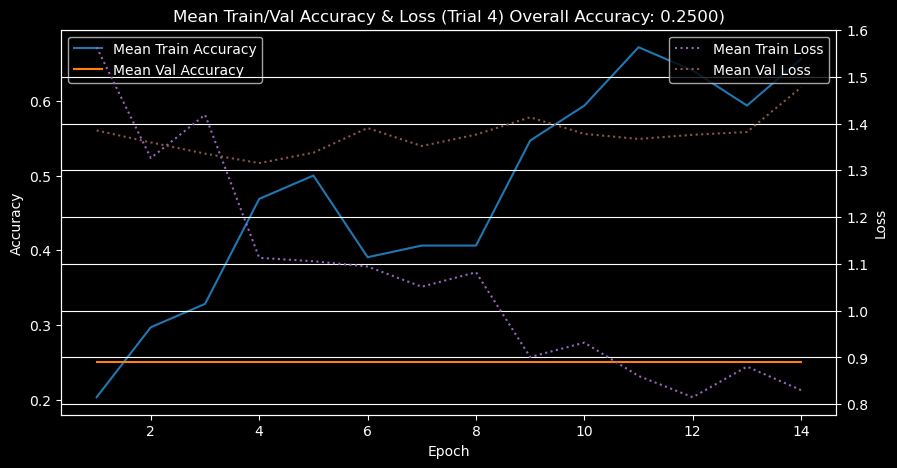 Mean Train/Val Accuracy & Loss (Trial 4) Overall Accuracy: 0.2500)
Mean Train Accuracy
Mean Val Accuracy
Mean Train Loss
Mean Val Loss
Accuracy
0.6
0.5
0.4
0.3
0.2
1.6
1.5
1.4
1.3
1.2
1.1
1.0
0.9
0.8
Loss
2 4 6 8 10 12 14
Epoch